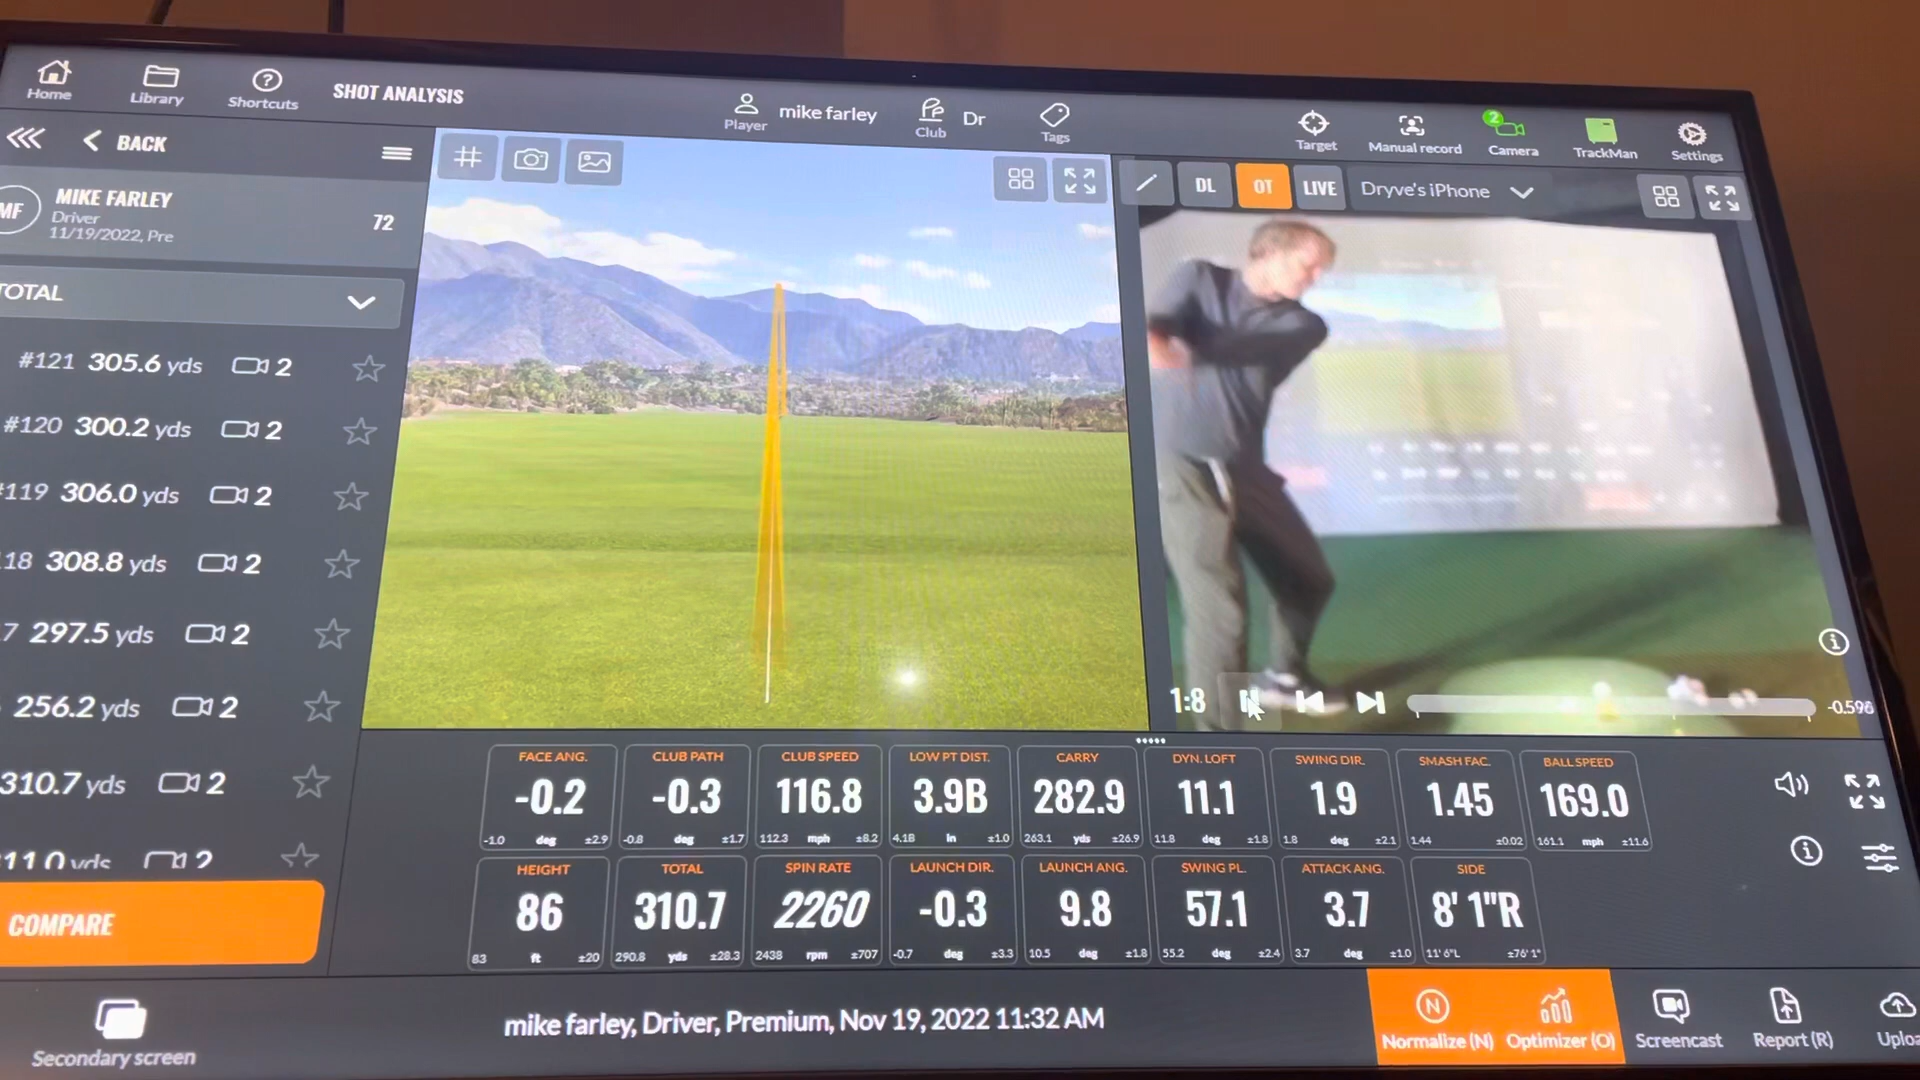 Home
Library
Shortcuts
SHOT ANALYSIS
Player
mike farley
Club
Dr
Tags
Target
Manual record
2
Camera
TrackMan
Settings
BACK
DL
OT
LIVE
Dryve's iPhone
MF
MIKE FARLEY
Driver
11/19/2022, Pre
72
TOTAL
#121 305.6 yds 2
#120 300.2 yds 2
#119 306.0 yds 2
18 308.8 yds 2
7 297.5 yds 2
256.2 yds 2
310.7 yds 2
11.0 yds 2
COMPARE
1:8
-0.596
FACE ANG.
-0.2
-1.0 deg ±2.9
CLUB PATH
-0.3
-0.8 deg ±1.7
CLUB SPEED
116.8
112.3 mph ±8.2
LOW PT DIST.
3.9B
4.1B in ±1.0
CARRY
282.9
263.1 yds ±26.9
DYN. LOFT
11.1
11.8 deg ±1.8
SWING DIR.
1.9
1.8 deg ±2.1
SMASH FAC.
1.45
1.44 ±0.02
BALL SPEED
169.0
161.1 mph ±11.6
HEIGHT
86
83 ft ±20
TOTAL
310.7
290.8 yds ±28.3
SPIN RATE
2260
2438 rpm ±707
LAUNCH DIR.
-0.3
-0.7 deg ±3.3
LAUNCH ANG.
9.8
10.5 deg ±1.8
SWING PL.
57.1
55.2 deg ±2.4
ATTACK ANG.
3.7
3.7 deg ±1.0
SIDE
8' 1"R
11' 6"L ±76' 1"
Secondary screen
mike farley, Driver, Premium, Nov 19, 2022 11:32 AM
N
Normalize (N)
Optimizer (O)
Screencast
Report (R)
Uploa